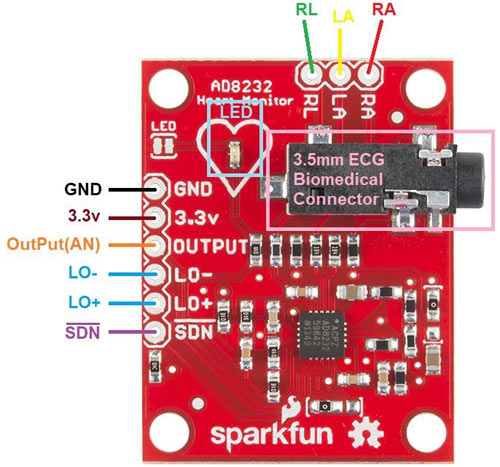 RL LA RA
AD8232
Heart Monitor
RL LA RA
LED
LED
3.5mm ECG
Biomedical
Connector
GND GND
3.3v 3.3v
OutPut(AN) OUTPUT
LO- LO-
LO+ LO+
SDN SDN
sparkfun